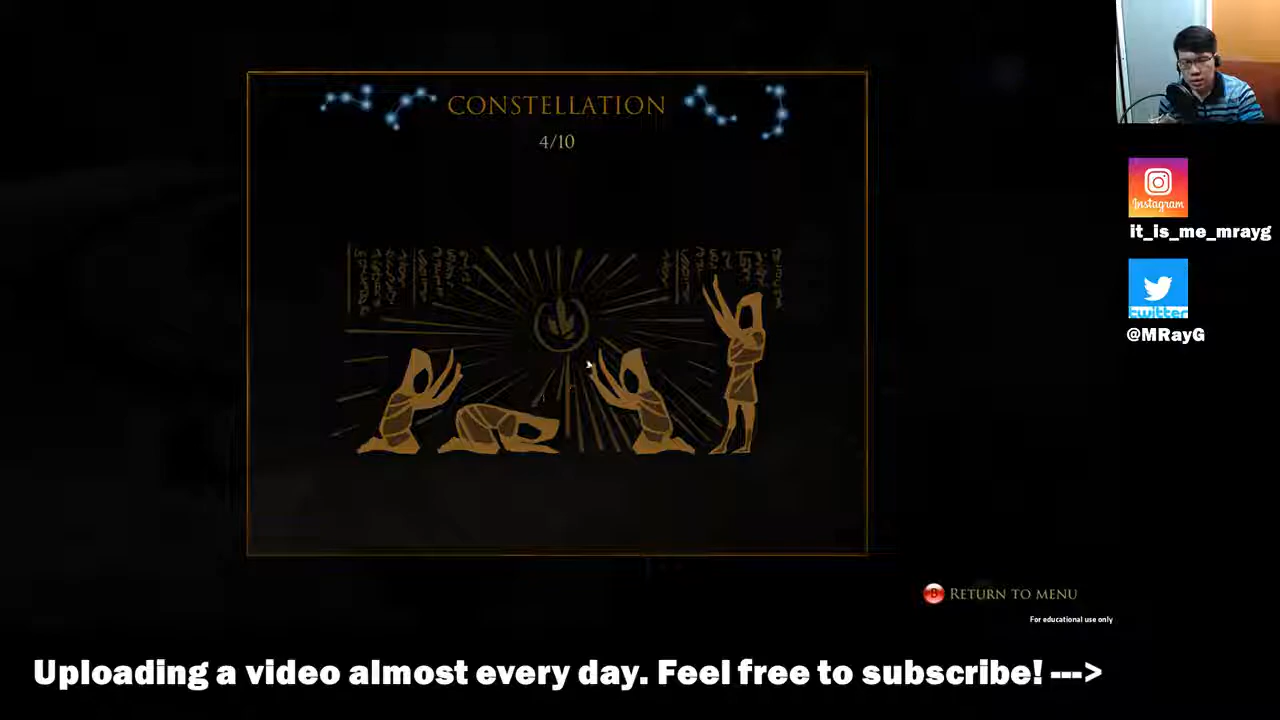 CONSTELLATION
4/10
Instagram
it_is_me_mrayg
twitter
@MRayG
B RETURN TO MENU
For educational use only
Uploading a video almost every day. Feel free to subscribe! --->